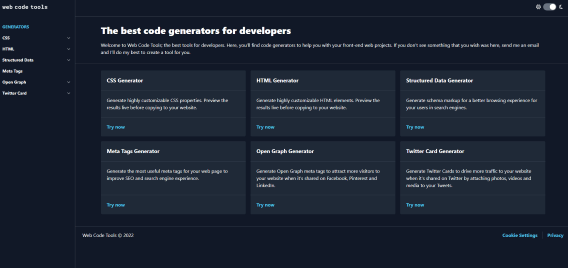 web code tools
GENERATORS
CSS
HTML
Structured Data
Meta Tags
Open Graph
Twitter Card
The best code generators for developers
Welcome to Web Code Tools; the best tools for developers. Here, you'll find code generators to help you with your front-end web projects. If you don't see something that you wish was here, send me an email
and I'll do my best to create a tool for you.
CSS Generator
Generate highly customizable CSS properties. Preview the
results live before copying to your website.
Try now
HTML Generator
Generate highly customizable HTML elements. Preview the
results live before copying to your website.
Try now
Structured Data Generator
Generate schema markup for a better browsing experience for
your users in search engines.
Try now
Meta Tags Generator
Generate the most useful meta tags for your web page to
improve SEO and search engine experience.
Try now
Open Graph Generator
Generate Open Graph meta tags to attract more visitors to
your website when it's shared on Facebook, Pinterest and
LinkedIn.
Try now
Twitter Card Generator
Generate Twitter Cards to drive more traffic to your website
when it's shared on Twitter by attaching photos, videos and
media to your Tweets.
Try now
Web Code Tools © 2022
Cookie Settings
Privacy